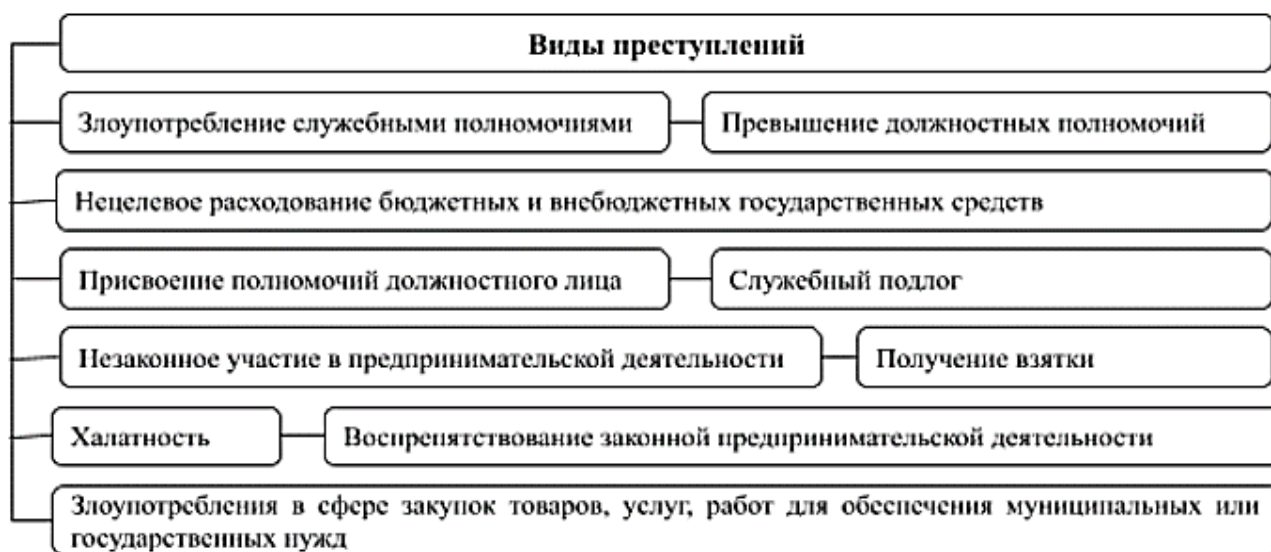 Виды преступлений
Злоупотребление служебными полномочиями
Превышение должностных полномочий
Нецелевое расходование бюджетных и внебюджетных государственных средств
Присвоение полномочий должностного лица
Служебный подлог
Незаконное участие в предпринимательской деятельности
Получение взятки
Халатность
Воспрепятствование законной предпринимательской деятельности
Злоупотребления в сфере закупок товаров, услуг, работ для обеспечения муниципальных или
государственных нужд